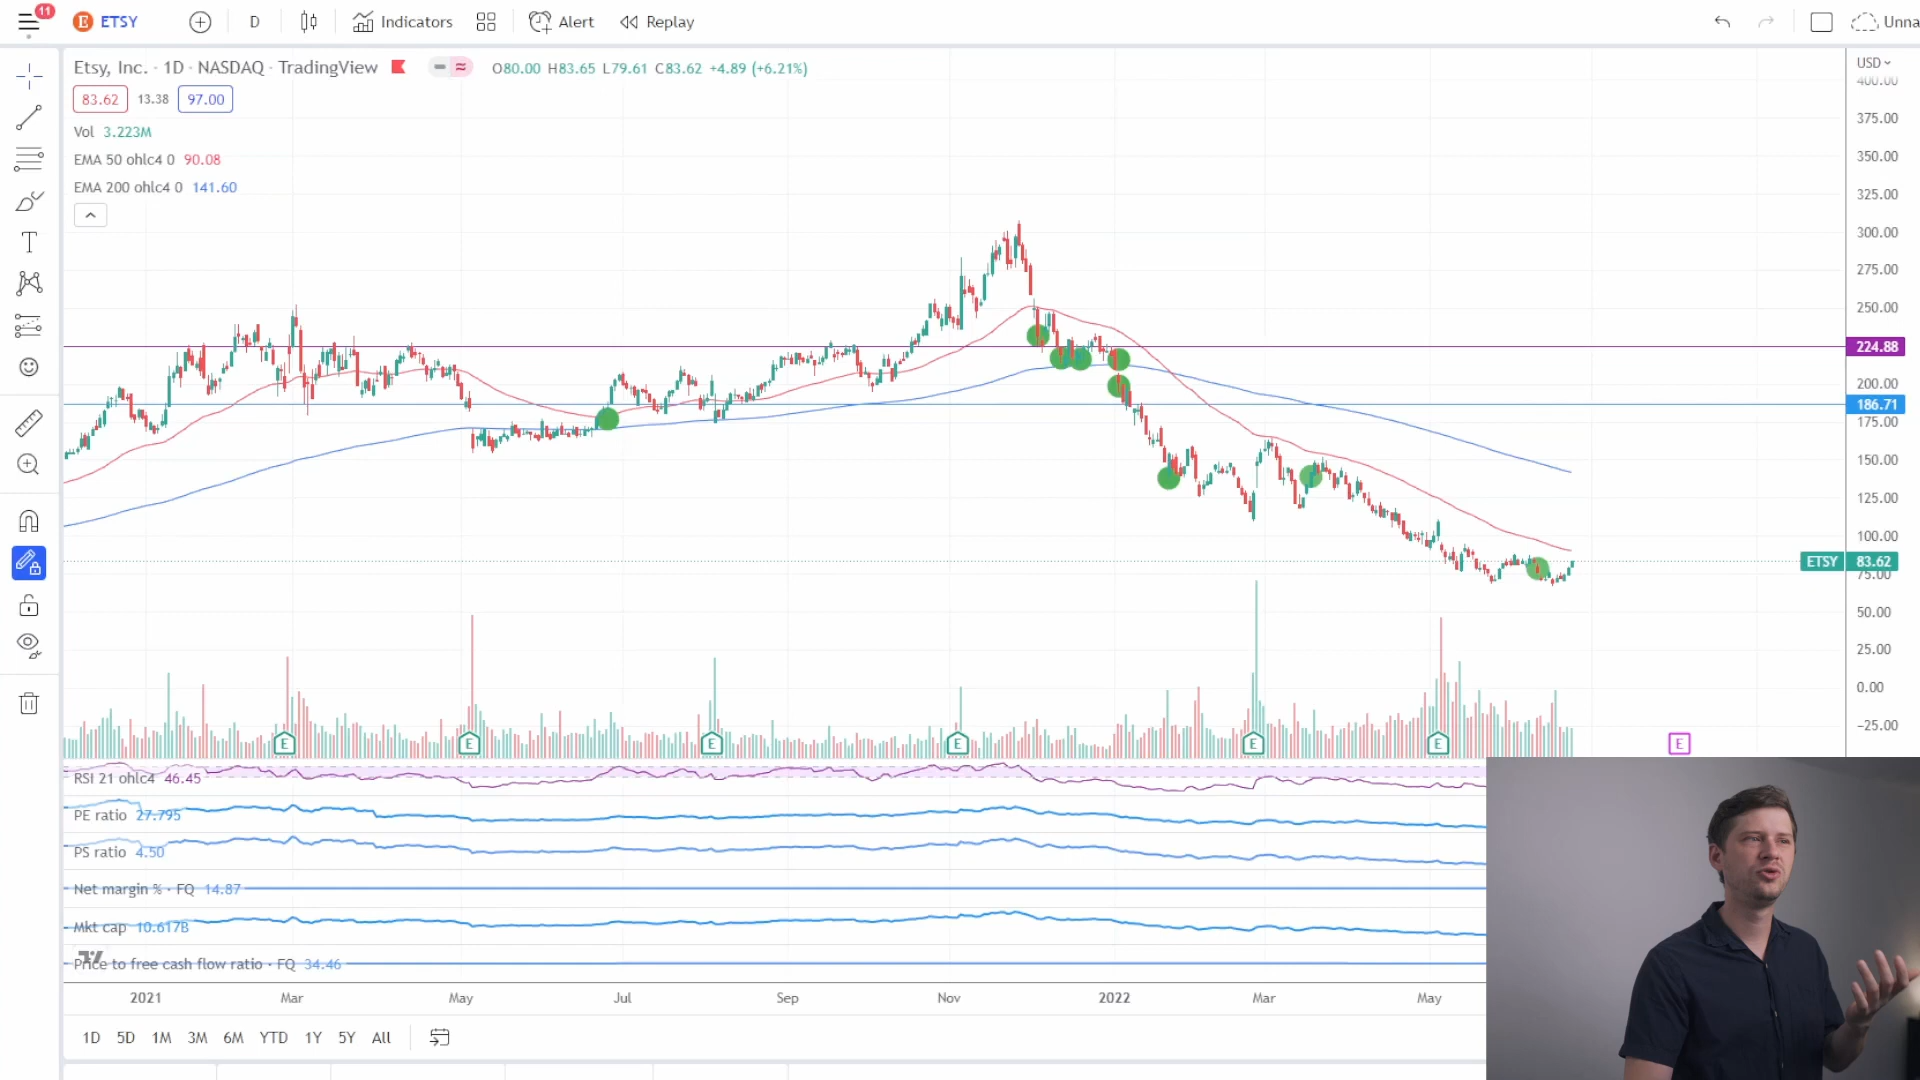 11
E ETSY D Indicators Alert Replay Unna
Etsy, Inc. · 1D · NASDAQ · TradingView O80.00 H83.65 L79.61 C83.62 +4.89 (+6.21%)
USD
400.00
83.62 13.38 97.00
Vol 3.223M
EMA 50 ohlc4 0 90.08
EMA 200 ohlc4 0 141.60
375.00
350.00
325.00
300.00
275.00
250.00
224.88
200.00
186.71
175.00
150.00
125.00
100.00
ETSY 83.62
75.00
50.00
25.00
0.00
−25.00
E E E E E E E
RSI 21 ohlc4 46.45
PE ratio 27.795
PS ratio 4.50
Net margin % · FQ 14.87
Mkt cap 10.617B
Price to free cash flow ratio · FQ 34.46
2021 Mar May Jul Sep Nov 2022 Mar May
1D 5D 1M 3M 6M YTD 1Y 5Y All